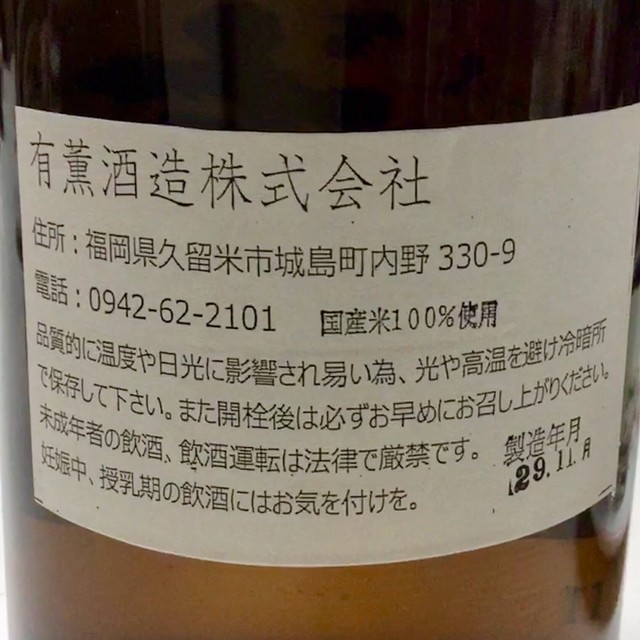 有薫酒造株式会社
住所：福岡県久留米市城島町内野 330-9
電話：0942-62-2101 国産米100%使用
品質的に温度や日光に影響され易い為、光や高温を避け冷暗所
で保存して下さい。また開栓後は必ずお早めにお召し上がりください。
未成年者の飲酒、飲酒運転は法律で厳禁です。
妊娠中、授乳期の飲酒にはお気を付けを。
製造年月
29.11.月